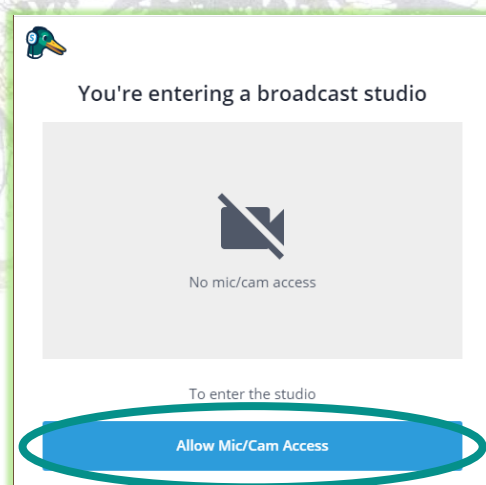 S
You're entering a broadcast studio
No mic/cam access
To enter the studio
Allow Mic/Cam Access